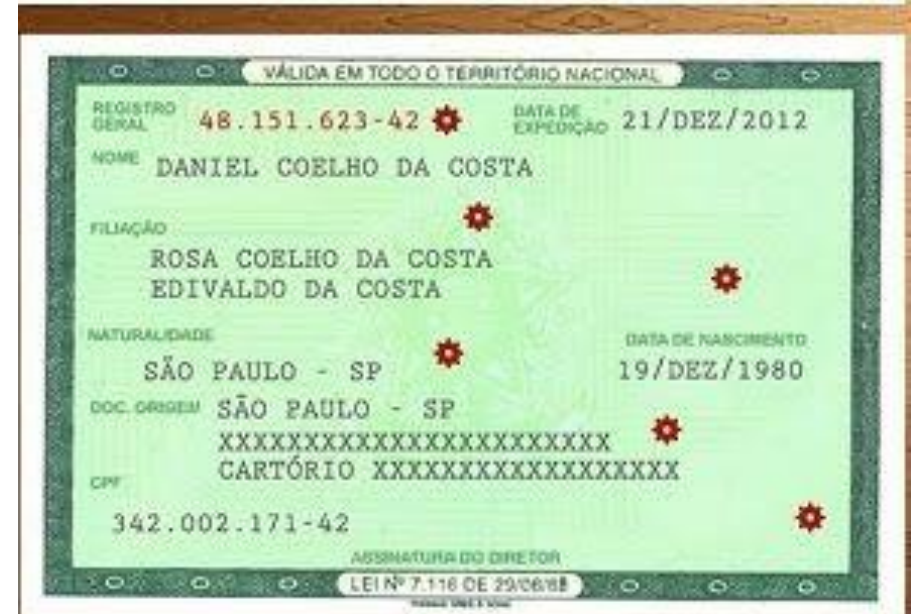 VÁLIDA EM TODO O TERRITÓRIO NACIONAL
REGISTRO GERAL 48.151.623-42 DATA DE EXPEDIÇÃO 21/DEZ/2012
NOME DANIEL COELHO DA COSTA
FILIAÇÃO
ROSA COELHO DA COSTA
EDIVALDO DA COSTA
NATURALIDADE DATA DE NASCIMENTO
SÃO PAULO - SP 19/DEZ/1980
DOC. ORIGEM SÃO PAULO - SP
XXXXXXXXXXXXXXXXXXXXXXXX
CARTÓRIO XXXXXXXXXXXXXXXXXXX
CPF
342.002.171-42
ASSINATURA DO DIRETOR
LEI Nº 7.116 DE 29/08/83